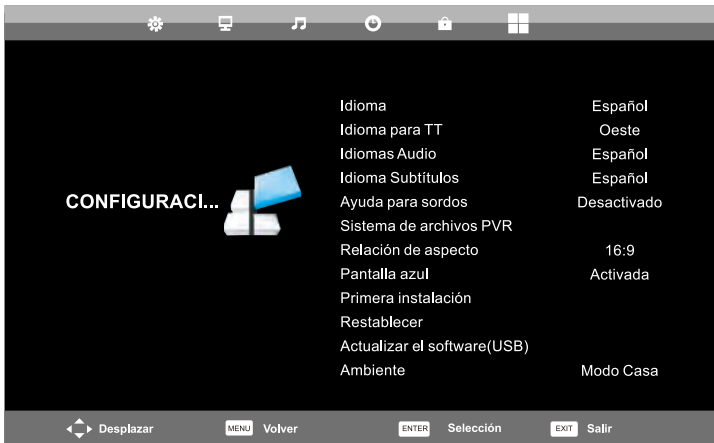 Idioma Español
Idioma para TT Oeste
Idiomas Audio Español
Idioma Subtítulos Español
CONFIGURACI... Ayuda para sordos Desactivado
Sistema de archivos PVR
Relación de aspecto 16:9
Pantalla azul Activada
Primera instalación
Restablecer
Actualizar el software(USB)
Ambiente Modo Casa
Desplazar MENU Volver ENTER Selección EXIT Salir